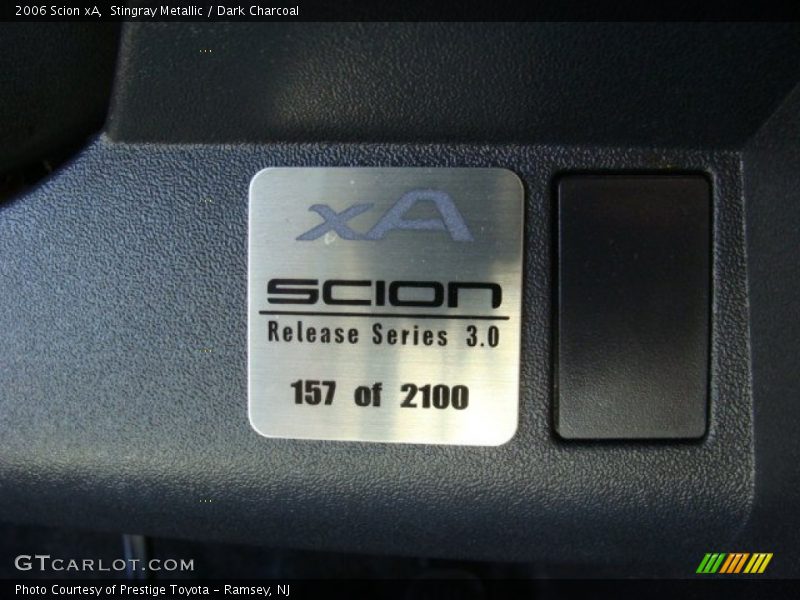 2006 Scion xA, Stingray Metallic / Dark Charcoal
xA
SCION
Release Series 3.0
157 of 2100
GTCARLOT.COM
Photo Courtesy of Prestige Toyota - Ramsey, NJ